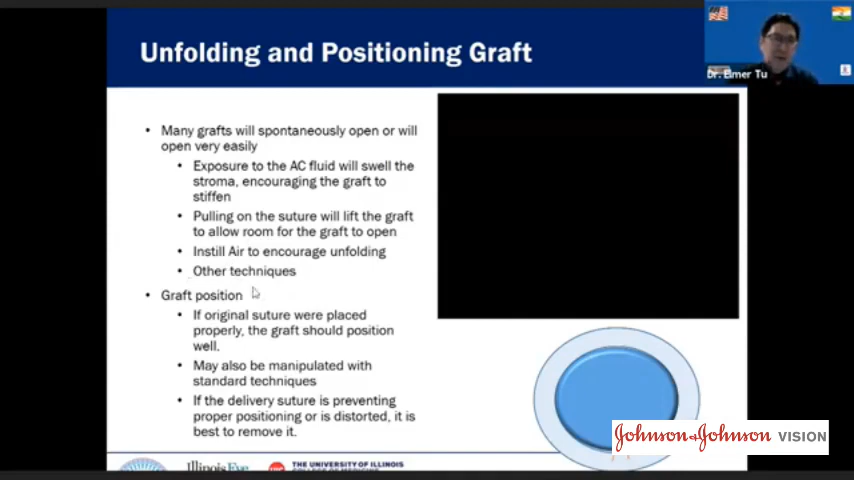 Unfolding and Positioning Graft
Dr. Elmer Tu
• Many grafts will spontaneously open or will
open very easily
• Exposure to the AC fluid will swell the
stroma, encouraging the graft to
stiffen
• Pulling on the suture will lift the graft
to allow room for the graft to open
• Instill Air to encourage unfolding
• Other techniques
• Graft position
• If original suture were placed
properly, the graft should position
well.
• May also be manipulated with
standard techniques
• If the delivery suture is preventing
proper positioning or is distorted, it is
best to remove it.
Johnson & Johnson VISION
Illinois Eye
THE UNIVERSITY OF ILLINOIS